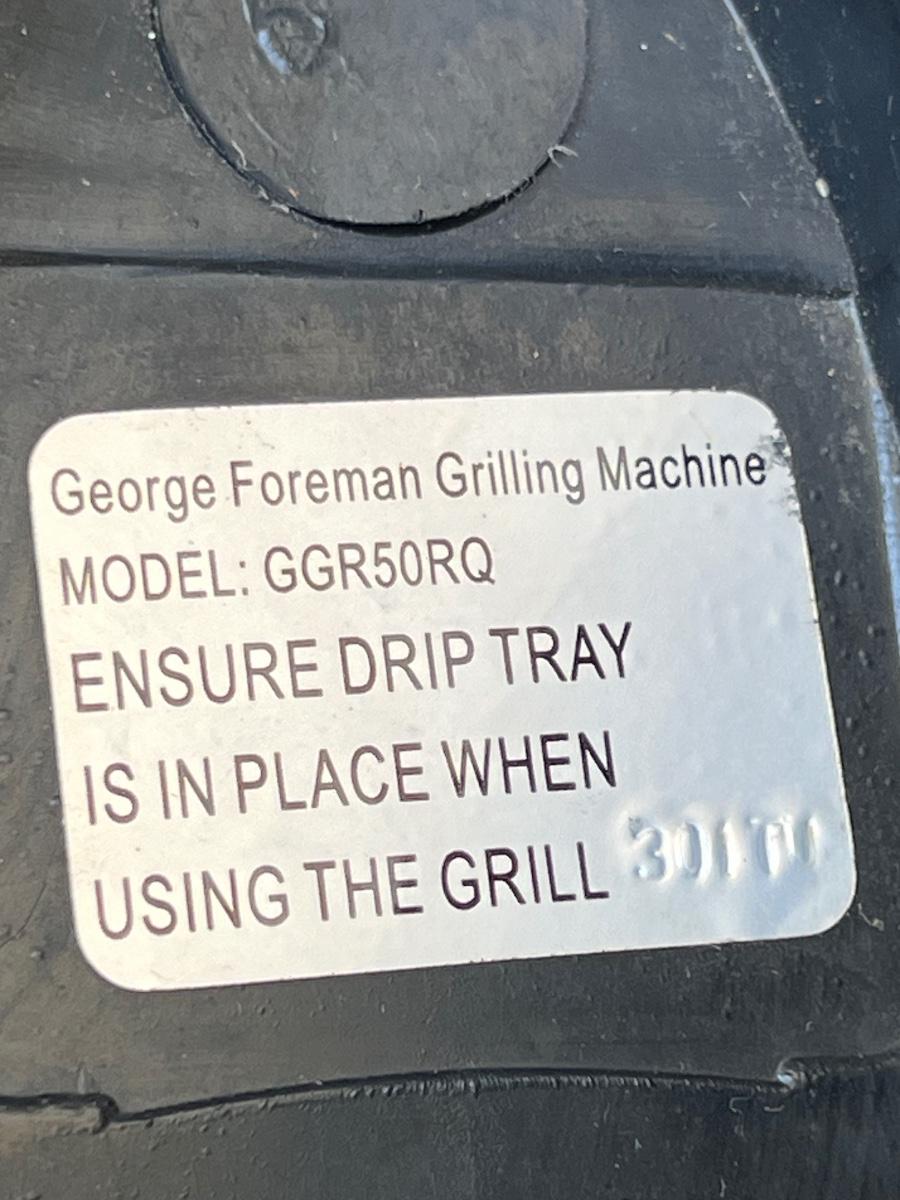 George Foreman Grilling Machine
MODEL: GGR50RQ
ENSURE DRIP TRAY
IS IN PLACE WHEN
USING THE GRILL